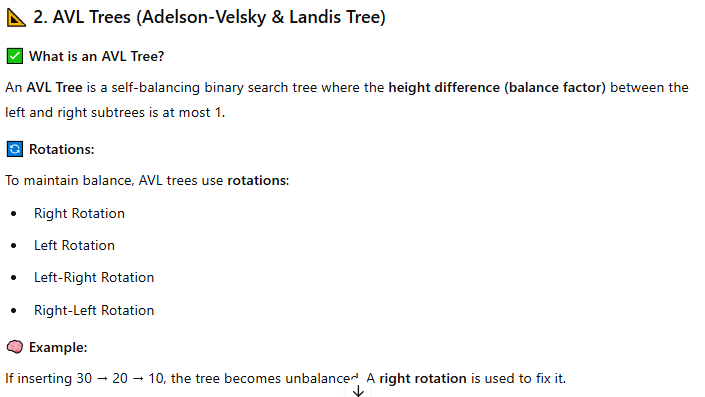 2. AVL Trees (Adelson-Velsky & Landis Tree)
What is an AVL Tree?
An AVL Tree is a self-balancing binary search tree where the height difference (balance factor) between the
left and right subtrees is at most 1.
Rotations:
To maintain balance, AVL trees use rotations:
• Right Rotation
• Left Rotation
• Left-Right Rotation
• Right-Left Rotation
Example:
If inserting 30 → 20 → 10, the tree becomes unbalanced. A right rotation is used to fix it.